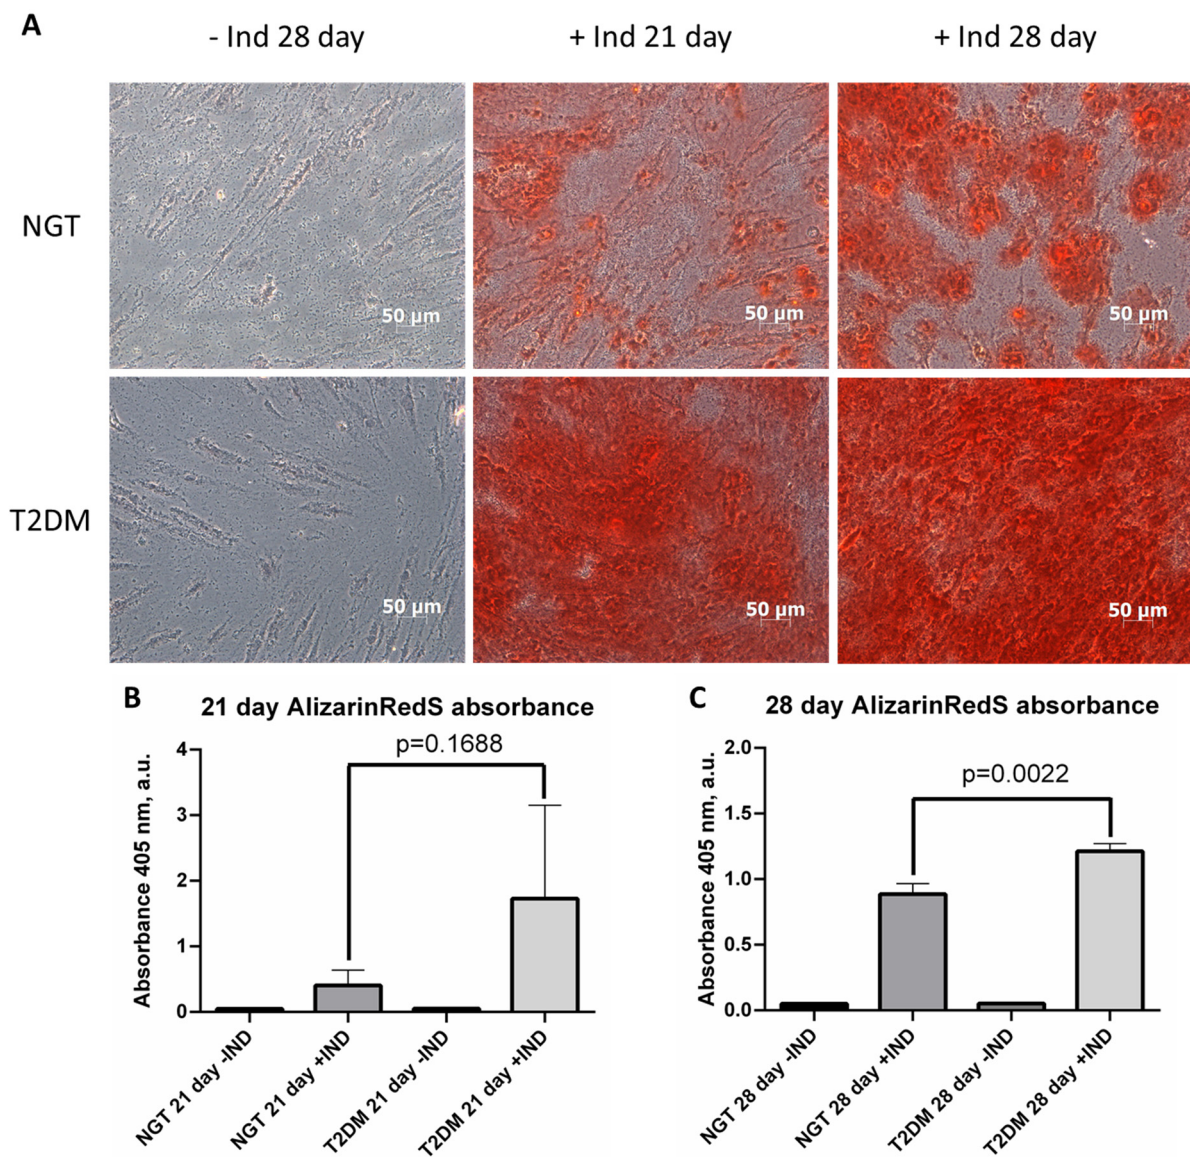 A
- Ind 28 day
+ Ind 21 day
+ Ind 28 day
NGT
50 µm
50 µm
50 µm
T2DM
50 µm
50 µm
50 µm
B
21 day AlizarinRedS absorbance
p=0.1688
Absorbance 405 nm, a.u.
4
3
2
1
0
NGT 21 day -IND
NGT 21 day +IND
T2DM 21 day -IND
T2DM 21 day +IND
C
28 day AlizarinRedS absorbance
p=0.0022
Absorbance 405 nm, a.u.
2.0
1.5
1.0
0.5
0.0
NGT 28 day -IND
NGT 28 day +IND
T2DM 28 day -IND
T2DM 28 day +IND